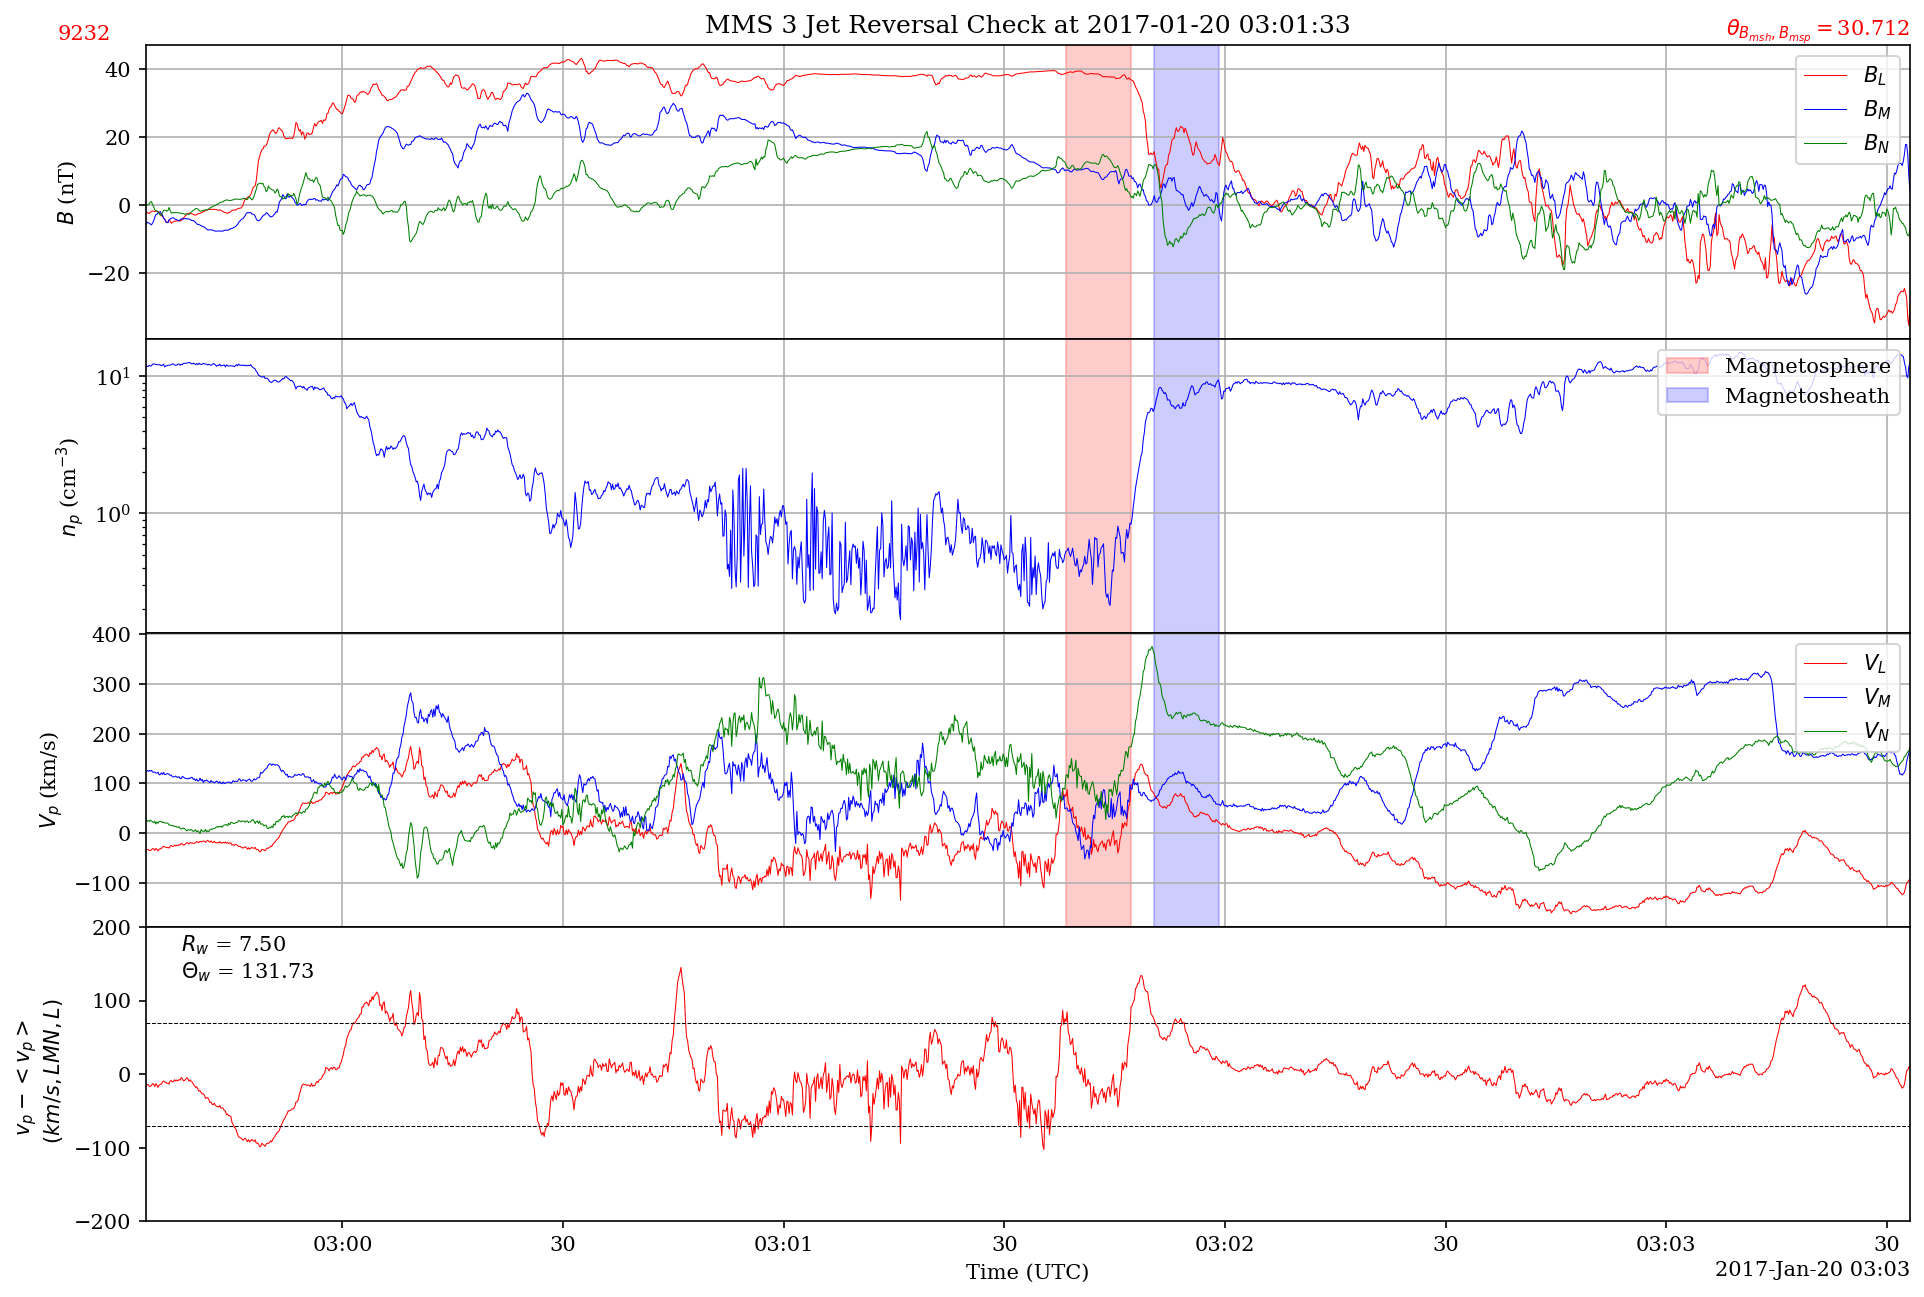 MMS 3 Jet Reversal Check at 2017-01-20 03:01:33
9232
θ_{B_{msh}, B_{msp}} = 30.712
B (nT)
40
20
0
−20
B_L
B_M
B_N
n_p (cm^{−3})
10^1
10^0
Magnetosphere
Magnetosheath
V_p (km/s)
400
300
200
100
0
−100
V_L
V_M
V_N
v_p − < v_p >
(km/s, LMN, L)
200
100
0
−100
−200
R_w = 7.50
Θ_w = 131.73
03:00
30
03:01
30
03:02
30
03:03
30
Time (UTC)
2017-Jan-20 03:03